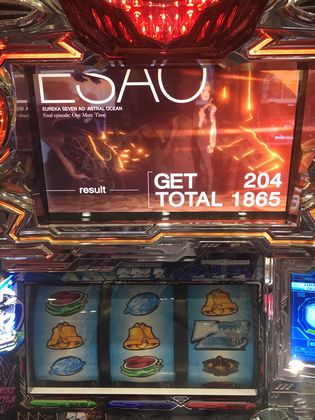 ESAO
EUREKA SEVEN AO ASTRAL OCEAN
final episode: One More Time
result
GET 204
TOTAL 1865